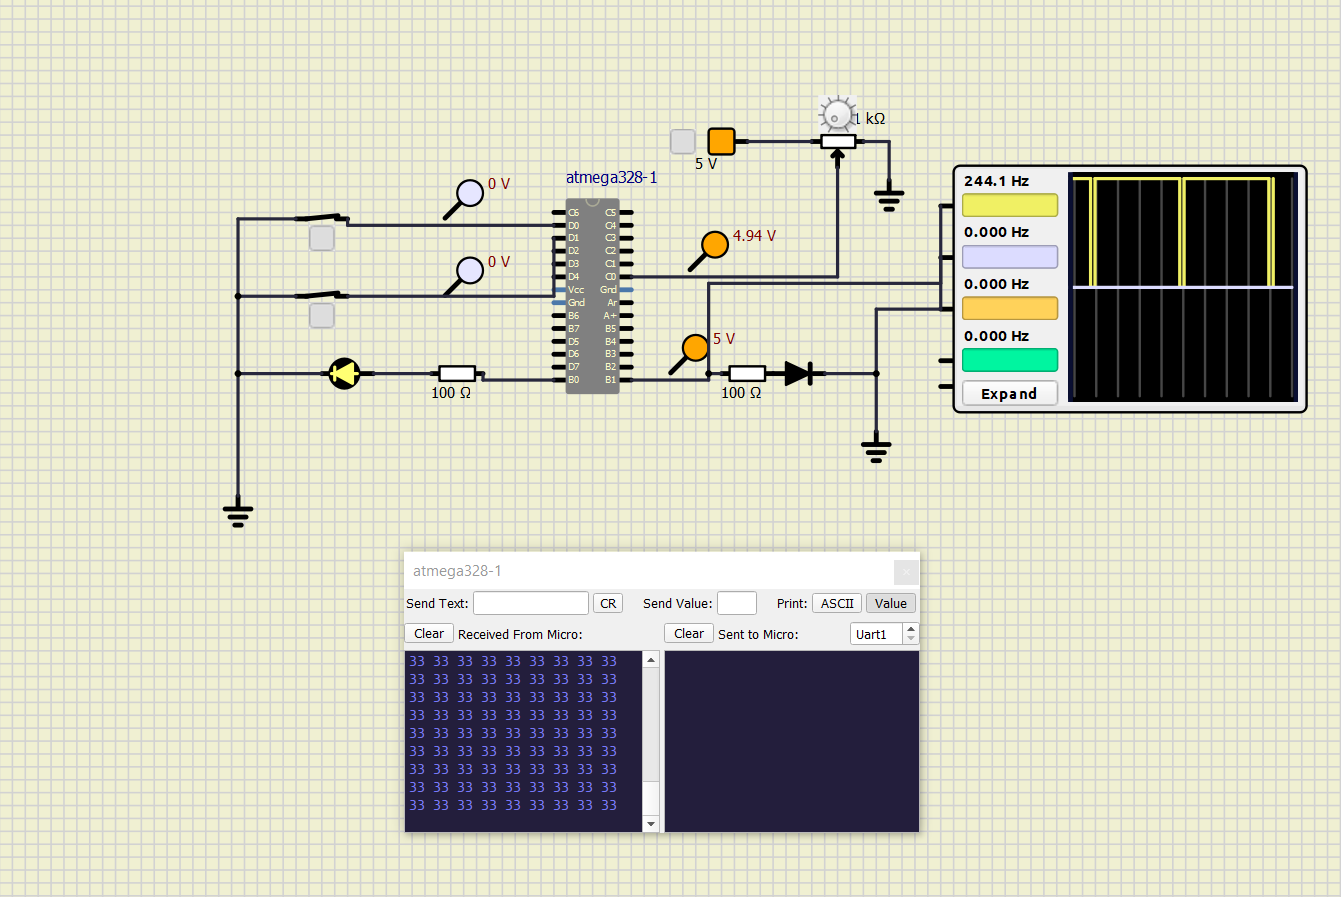 1 kΩ
5 V
atmega328-1
0 V
4.94 V
0 V
5 V
100 Ω
100 Ω
C6 C5
D0 C4
D1 C3
D2 C2
D3 C1
D4 C0
Vcc Gnd
Gnd Ar
B6 A+
B7 B5
D5 B4
D6 B3
D7 B2
B0 B1
244.1 Hz
0.000 Hz
0.000 Hz
0.000 Hz
Expand
atmega328-1
Send Text: CR Send Value: Print: ASCII Value
Clear Received From Micro: Clear Sent to Micro: Uart1
33 33 33 33 33 33 33 33 33
33 33 33 33 33 33 33 33 33
33 33 33 33 33 33 33 33 33
33 33 33 33 33 33 33 33 33
33 33 33 33 33 33 33 33 33
33 33 33 33 33 33 33 33 33
33 33 33 33 33 33 33 33 33
33 33 33 33 33 33 33 33 33
33 33 33 33 33 33 33 33 33